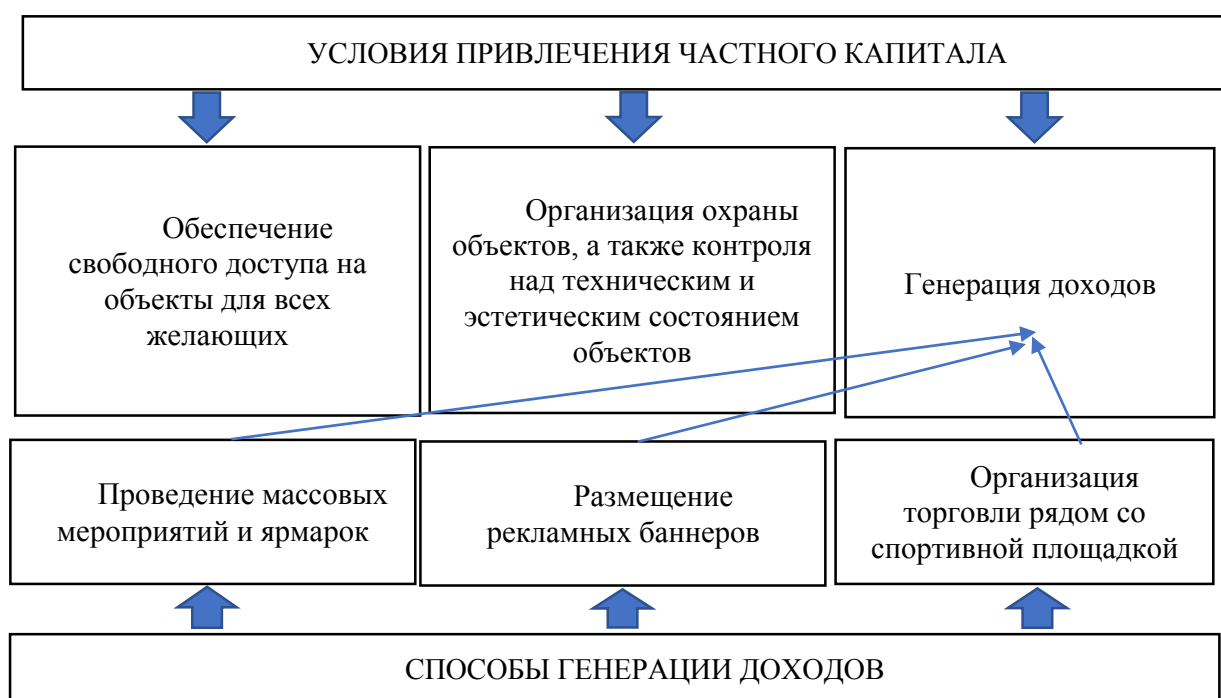 УСЛОВИЯ ПРИВЛЕЧЕНИЯ ЧАСТНОГО КАПИТАЛА
Обеспечение
свободного доступа на
объекты для всех
желающих
Организация охраны
объектов, а также контроля
над техническим и
эстетическим состоянием
объектов
Генерация доходов
Проведение массовых
мероприятий и ярмарок
Размещение
рекламных баннеров
Организация
торговли рядом со
спортивной площадкой
СПОСОБЫ ГЕНЕРАЦИИ ДОХОДОВ